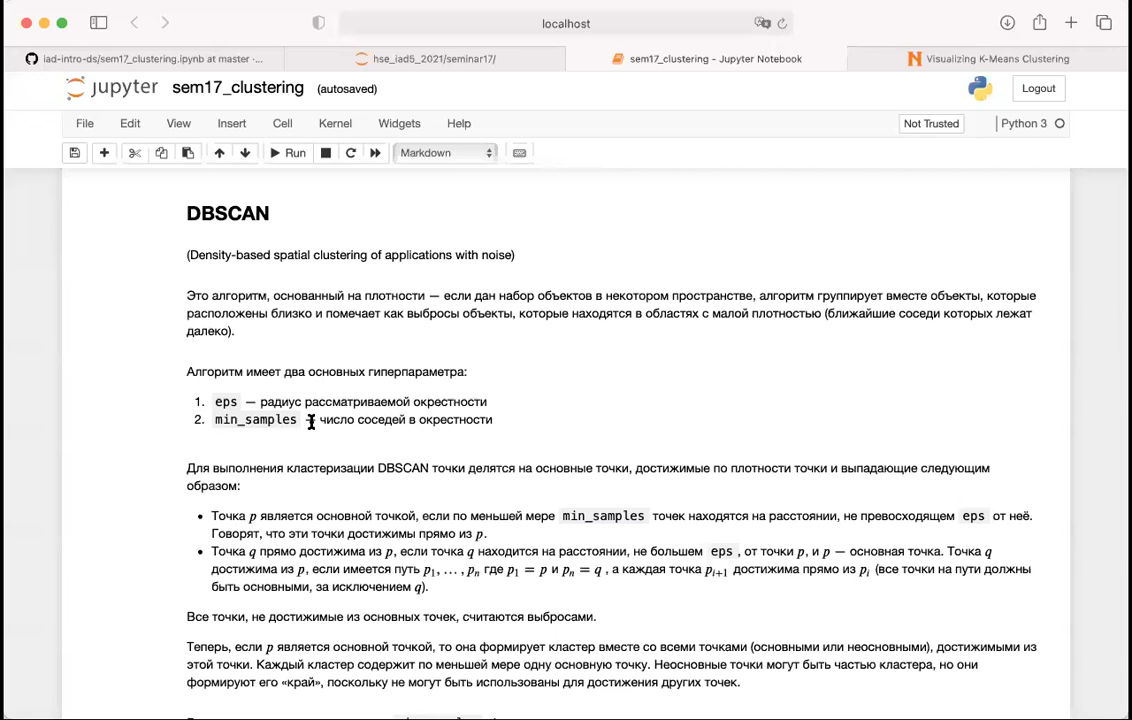 localhost
iad-intro-ds/sem17_clustering.ipynb at master ·...
hse_iad5_2021/seminar17/
sem17_clustering - Jupyter Notebook
Visualizing K-Means Clustering
jupyter sem17_clustering (autosaved)
Logout
File Edit View Insert Cell Kernel Widgets Help
Not Trusted
Python 3
Run
Markdown
DBSCAN
(Density-based spatial clustering of applications with noise)
Это алгоритм, основанный на плотности — если дан набор объектов в некотором пространстве, алгоритм группирует вместе объекты, которые
расположены близко и помечает как выбросы объекты, которые находятся в областях с малой плотностью (ближайшие соседи которых лежат
далеко).
Алгоритм имеет два основных гиперпараметра:
1. eps — радиус рассматриваемой окрестности
2. min_samples — число соседей в окрестности
Для выполнения кластеризации DBSCAN точки делятся на основные точки, достижимые по плотности точки и выпадающие следующим
образом:
• Точка p является основной точкой, если по меньшей мере min_samples точек находятся на расстоянии, не превосходящем eps от неё.
Говорят, что эти точки достижимы прямо из p.
• Точка q прямо достижима из p, если точка q находится на расстоянии, не большем eps , от точки p, и p — основная точка. Точка q
достижима из p, если имеется путь p₁, … , pₙ где p₁ = p и pₙ = q , а каждая точка pᵢ₊₁ достижима прямо из pᵢ (все точки на пути должны
быть основными, за исключением q).
Все точки, не достижимые из основных точек, считаются выбросами.
Теперь, если p является основной точкой, то она формирует кластер вместе со всеми точками (основными или неосновными), достижимыми из
этой точки. Каждый кластер содержит по меньшей мере одну основную точку. Неосновные точки могут быть частью кластера, но они
формируют его «край», поскольку не могут быть использованы для достижения других точек.